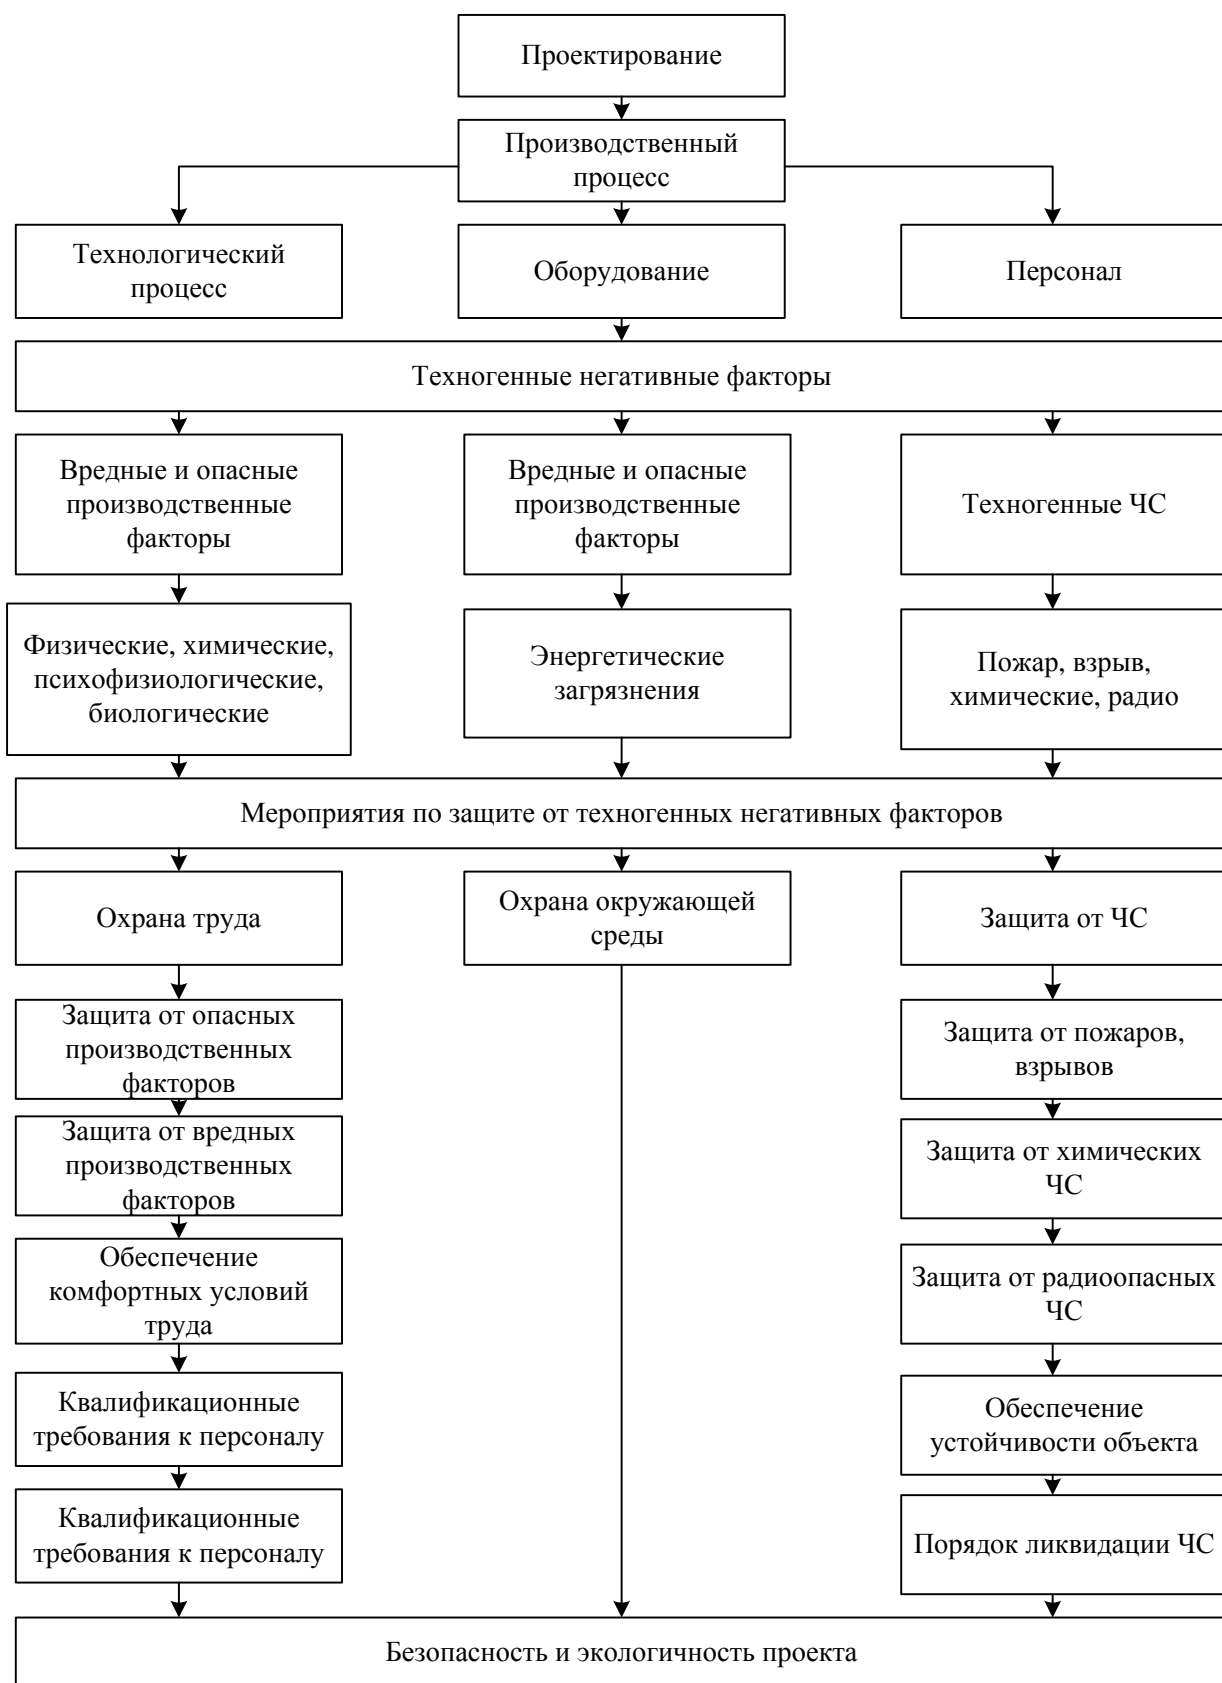 Проектирование
Производственный
процесс
Технологический
процесс
Оборудование
Персонал
Техногенные негативные факторы
Вредные и опасные
производственные
факторы
Вредные и опасные
производственные
факторы
Техногенные ЧС
Физические, химические,
психофизиологические,
биологические
Энергетические
загрязнения
Пожар, взрыв,
химические, радио
Мероприятия по защите от техногенных негативных факторов
Охрана труда
Охрана окружающей
среды
Защита от ЧС
Защита от опасных
производственных
факторов
Защита от пожаров,
взрывов
Защита от вредных
производственных
факторов
Защита от химических
ЧС
Обеспечение
комфортных условий
труда
Защита от радиоопасных
ЧС
Квалификационные
требования к персоналу
Обеспечение
устойчивости объекта
Квалификационные
требования к персоналу
Порядок ликвидации ЧС
Безопасность и экологичность проекта